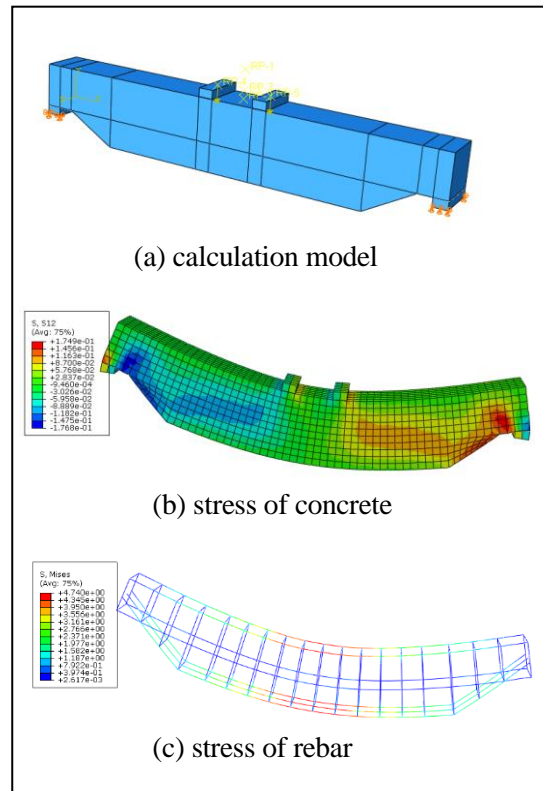 (a) calculation model
S, S12
(Avg: 75%)
+1.749e-01
+1.456e-01
+1.163e-01
+8.700e-02
+5.768e-02
+2.837e-02
-9.460e-04
-3.026e-02
-5.958e-02
-8.889e-02
-1.182e-01
-1.475e-01
-1.768e-01
(b) stress of concrete
S, Mises
(Avg: 75%)
+4.740e+00
+4.345e+00
+3.950e+00
+3.556e+00
+3.161e+00
+2.766e+00
+2.371e+00
+1.977e+00
+1.582e+00
+1.187e+00
+7.922e-01
+3.974e-01
+2.617e-03
(c) stress of rebar